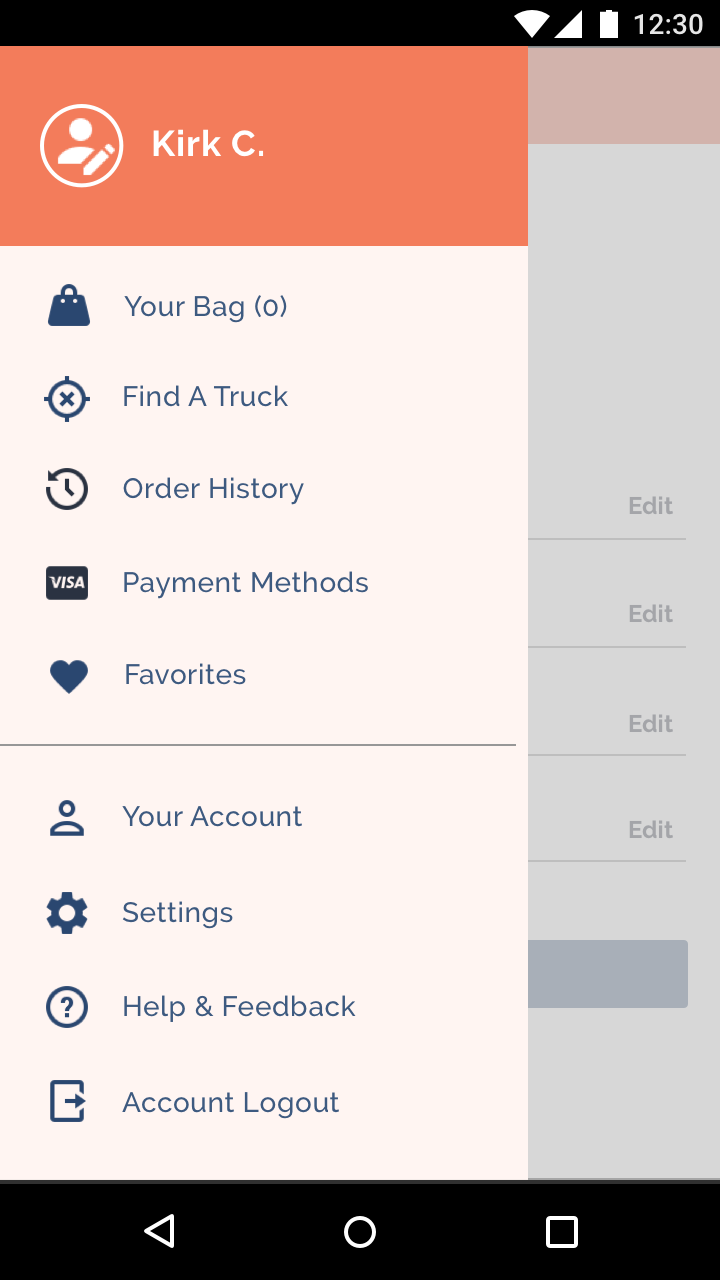 12:30
Kirk C.
Your Bag (0)
Find A Truck
Order History
Edit
VISA Payment Methods
Edit
Favorites
Edit
Your Account
Edit
Settings
? Help & Feedback
Account Logout